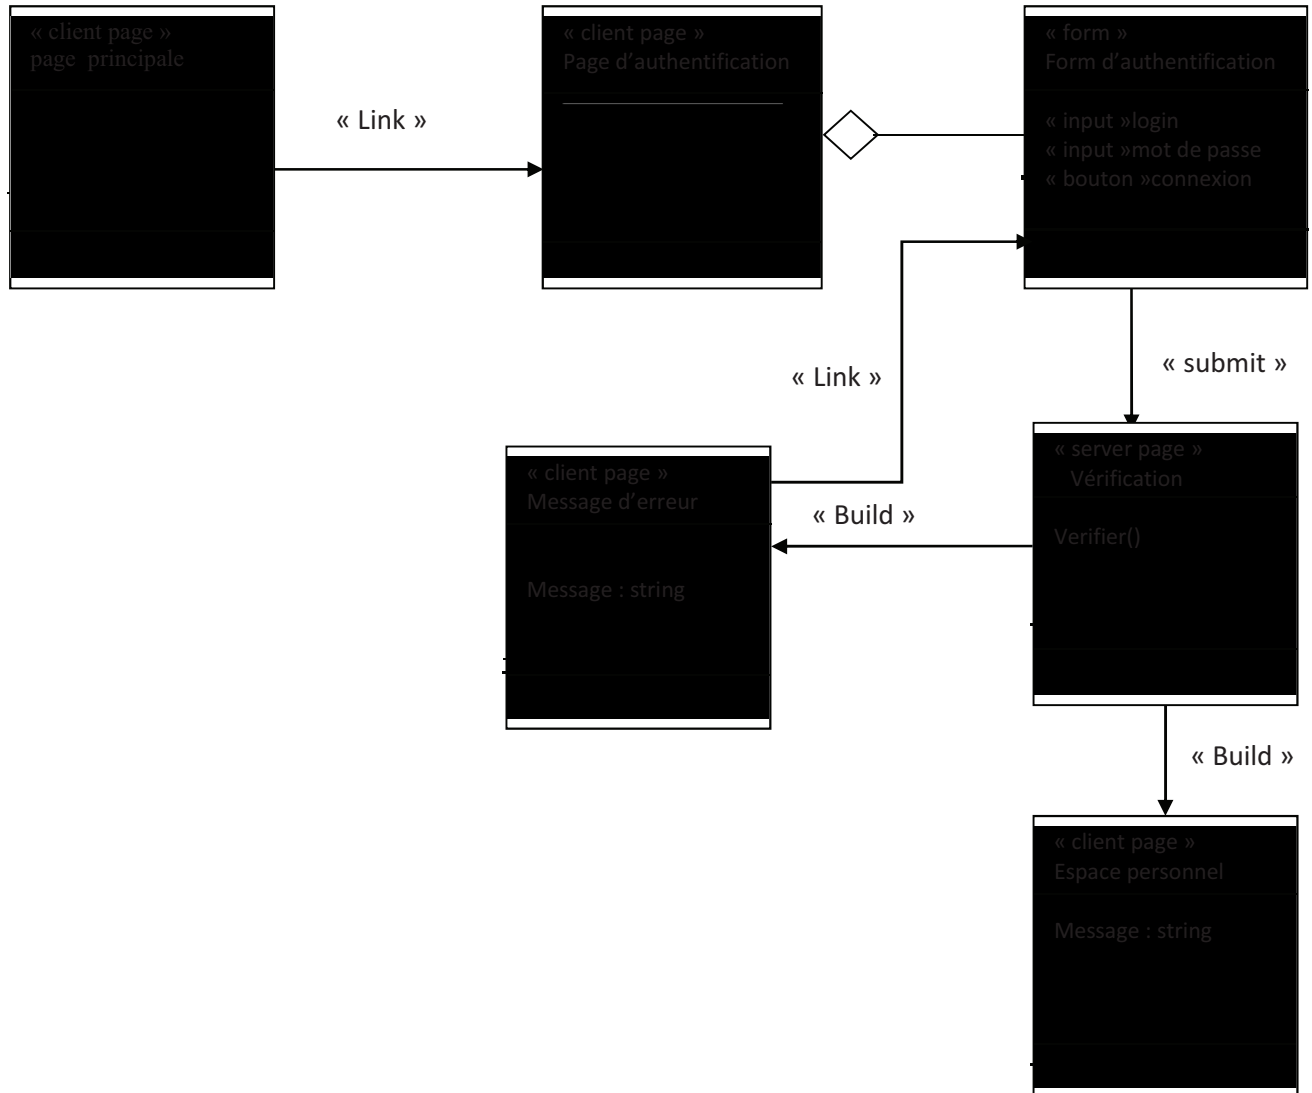 « client page »
page principale
« Link »
« client page »
Page d’authentification
« form »
Form d’authentification
« input »login
« input »mot de passe
« bouton »connexion
« Link »
« submit »
« client page »
Message d’erreur
Message : string
« Build »
« server page »
Vérification
Verifier()
« Build »
« client page »
Espace personnel
Message : string